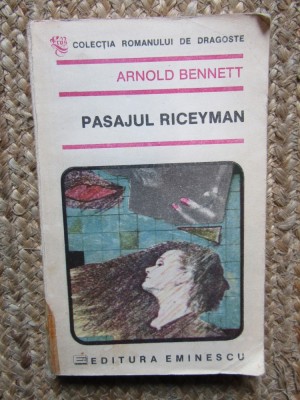 COLECȚIA ROMANULUI DE DRAGOSTE
ARNOLD BENNETT
PASAJUL RICEYMAN
EDITURA EMINESCU